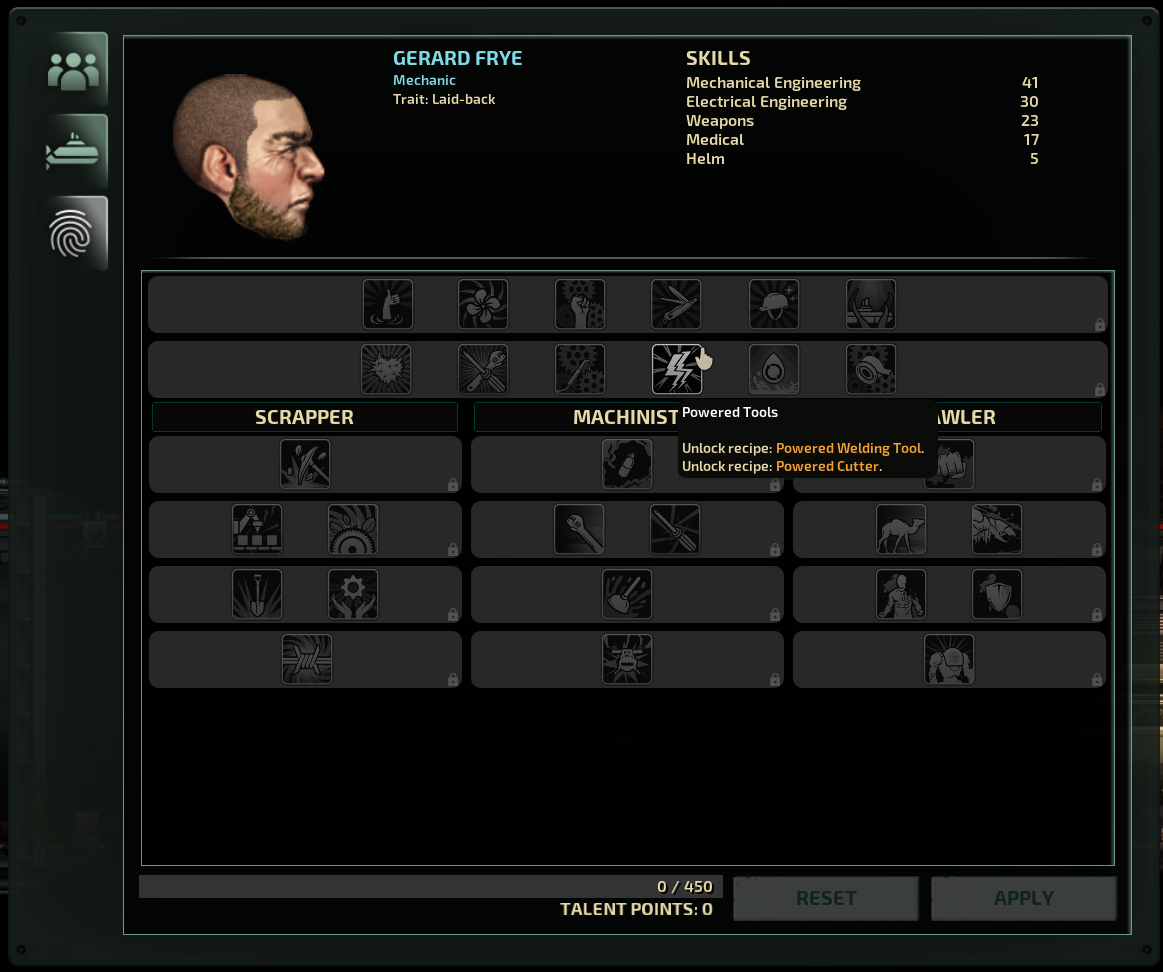 GERARD FRYE
Mechanic
Trait: Laid-back
SKILLS
Mechanical Engineering 41
Electrical Engineering 30
Weapons 23
Medical 17
Helm 5
SCRAPPER
MACHINIST
AWLER
Powered Tools
Unlock recipe: Powered Welding Tool.
Unlock recipe: Powered Cutter.
0 / 450
TALENT POINTS: 0
RESET
APPLY